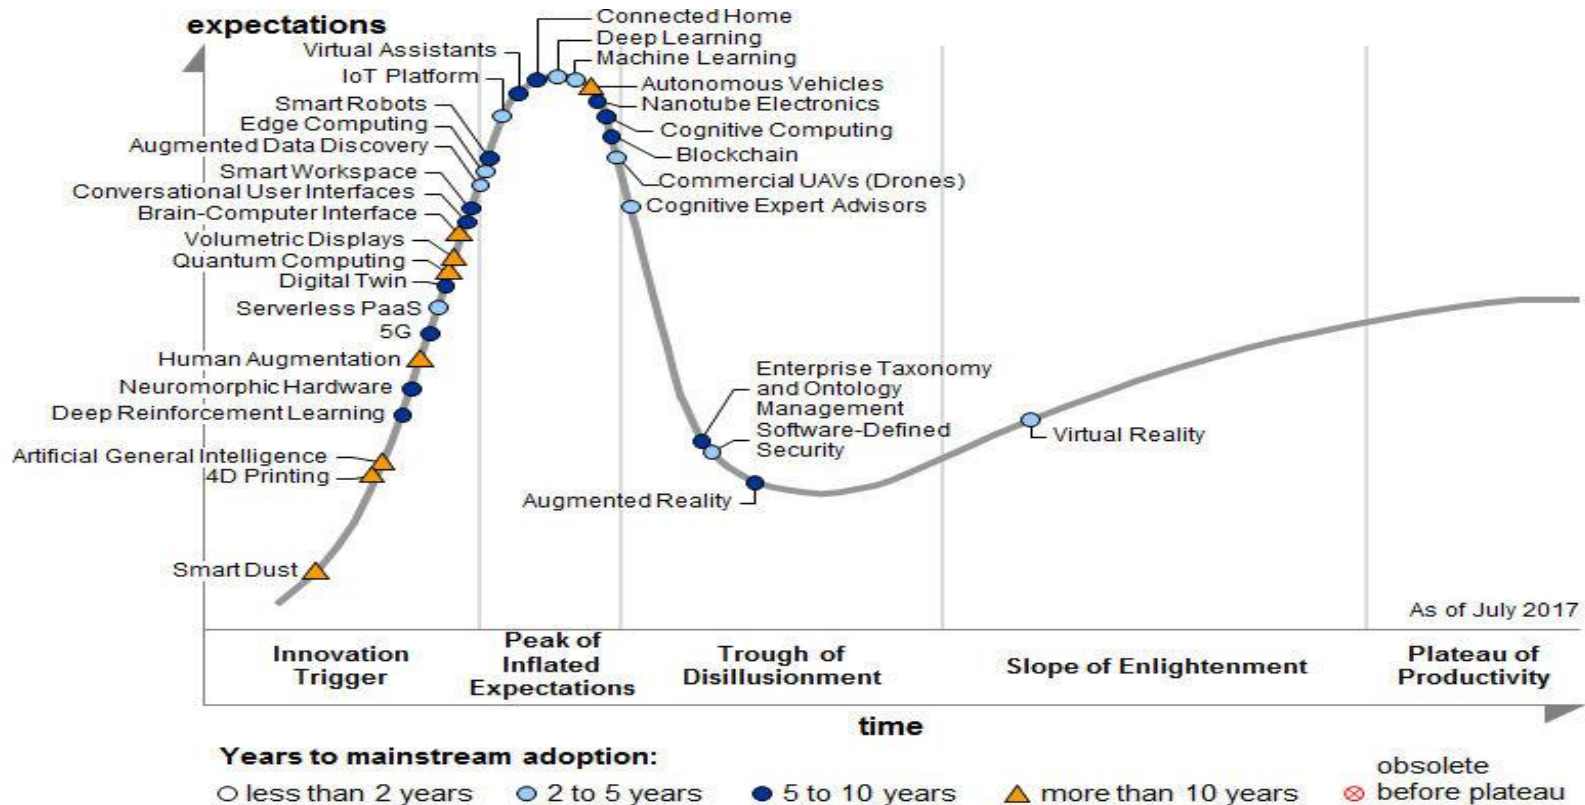 expectations
Connected Home
Deep Learning
Virtual Assistants
Machine Learning
IoT Platform
Autonomous Vehicles
Smart Robots
Nanotube Electronics
Edge Computing
Cognitive Computing
Augmented Data Discovery
Blockchain
Smart Workspace
Commercial UAVs (Drones)
Conversational User Interfaces
Cognitive Expert Advisors
Brain-Computer Interface
Volumetric Displays
Quantum Computing
Digital Twin
Serverless PaaS
5G
Human Augmentation
Neuromorphic Hardware
Deep Reinforcement Learning
Artificial General Intelligence
4D Printing
Smart Dust
Enterprise Taxonomy
and Ontology
Management
Software-Defined
Security
Augmented Reality
Virtual Reality
As of July 2017
Innovation
Trigger
Peak of
Inflated
Expectations
Trough of
Disillusionment
Slope of Enlightenment
Plateau of
Productivity
time
Years to mainstream adoption:
less than 2 years
2 to 5 years
5 to 10 years
more than 10 years
obsolete
before plateau